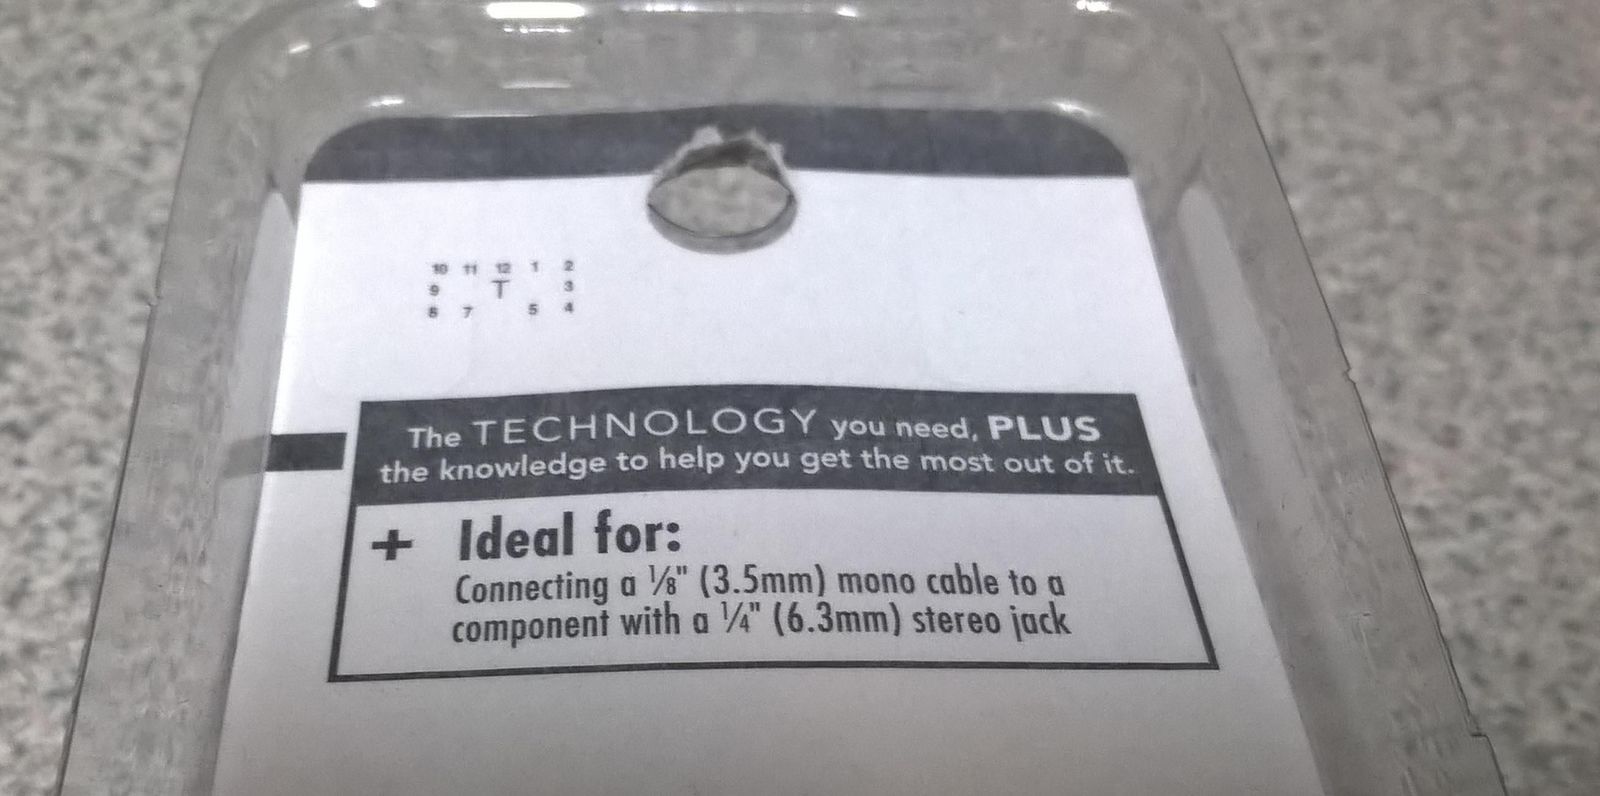 10 11 12 1 2
9 T 3
8 7 5 4
The TECHNOLOGY you need, PLUS
the knowledge to help you get the most out of it.
+ Ideal for:
Connecting a ⅛" (3.5mm) mono cable to a
component with a ¼" (6.3mm) stereo jack